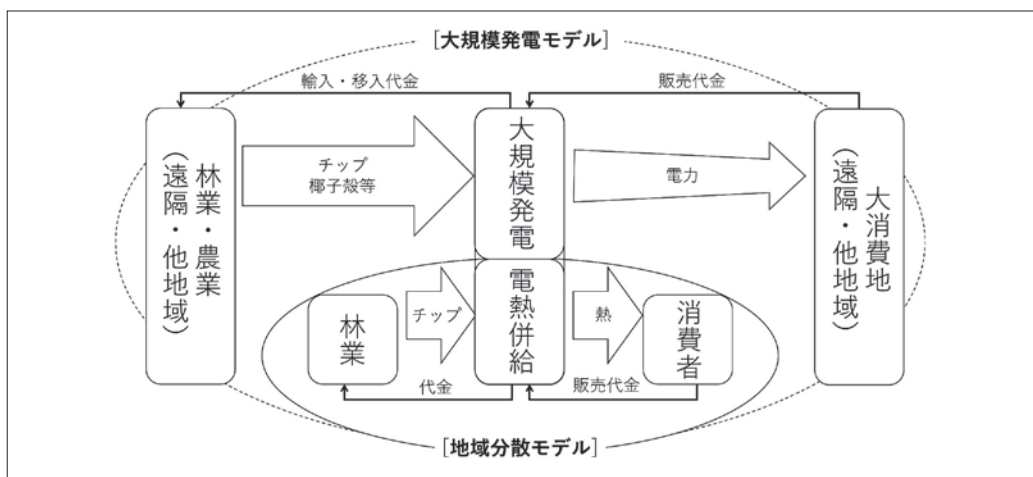 [大規模発電モデル]
輸入・移入代金
販売代金
林業・農業
(遠隔・他地域)
チップ
椰子殻等
大規模発電
電力
大消費地
(遠隔・他地域)
林業
チップ
電熱併給
熱
消費者
代金
販売代金
[地域分散モデル]